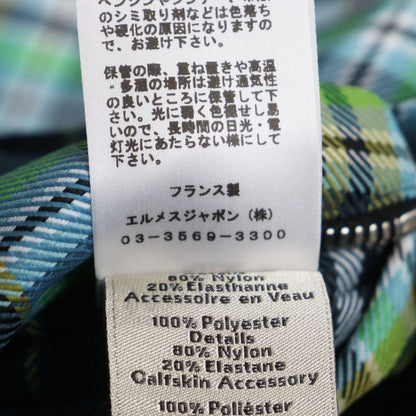 のシミ取り剤などは色落ち
や硬化の原因になりますの
で、お避け下さい。
保管の際、重ね置きや高温
・多湿の場所は避け通気性
の良いところに保管して下
さい。光に弱く色褪せし易
いので、長時間の日光・電
灯光にあたらない様にして
下さい。
フランス製
エルメスジャポン（株）
03-3569-3300
80% Nylon
20% Elasthanne
Accessoire en Veau
100% Polyester
Details
80% Nylon
20% Elastane
Calfskin Accessory
100% Poliéster